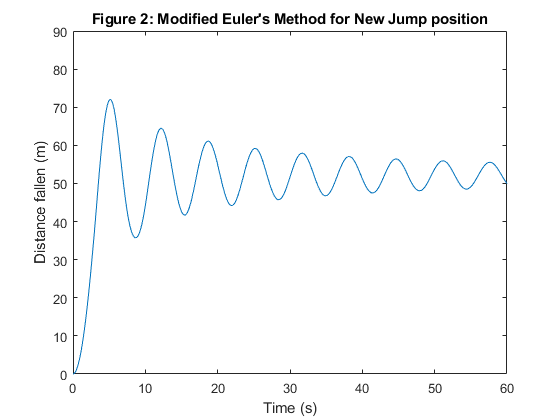 Figure 2: Modified Euler's Method for New Jump position
90
80
70
60
50
40
30
20
10
0
Distance fallen (m)
0 10 20 30 40 50 60
Time (s)